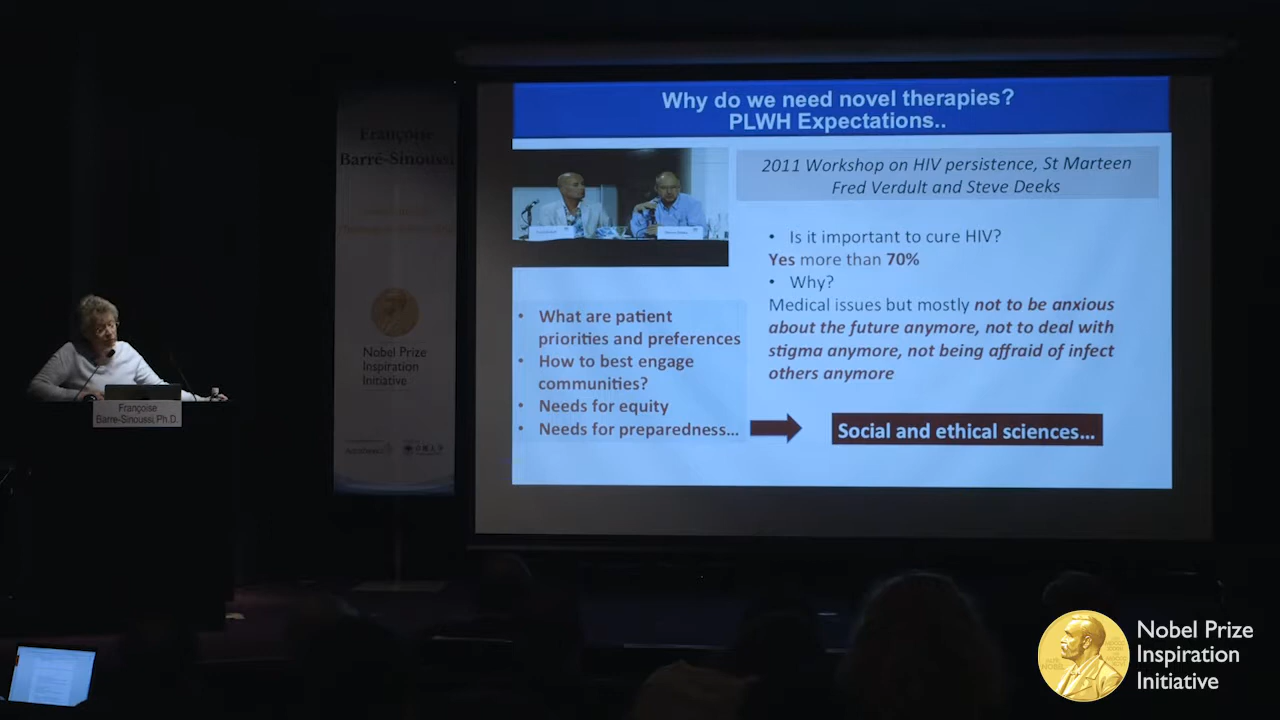 Why do we need novel therapies?
PLWH Expectations..
2011 Workshop on HIV persistence, St Marteen
Fred Verdult and Steve Deeks
• Is it important to cure HIV?
Yes more than 70%
• Why?
Medical issues but mostly not to be anxious
about the future anymore, not to deal with
stigma anymore, not being affraid of infect
others anymore
• What are patient
priorities and preferences
• How to best engage
communities?
• Needs for equity
• Needs for preparedness...
Social and ethical sciences...
Françoise
Barré-Sinoussi
Nobel Prize
Inspiration
Initiative
AstraZeneca
Françoise
Barre-Sinoussi, Ph.D.
Nobel Prize
Inspiration
Initiative